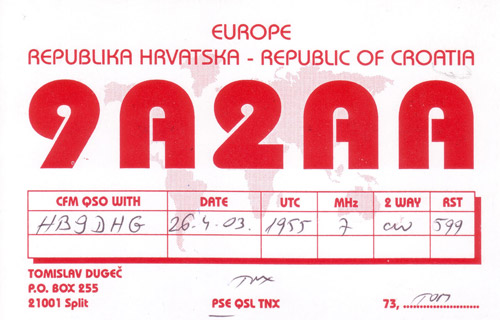 EUROPE
REPUBLIKA HRVATSKA - REPUBLIC OF CROATIA
9A2AA
CFM QSO WITH DATE UTC MHz 2 WAY RST
HB9DHG 26.4.03. 1955 7 cw 599
TOMISLAV DUGEČ
P.O. BOX 255
21001 Split
TNX
PSE QSL TNX
73, TOM